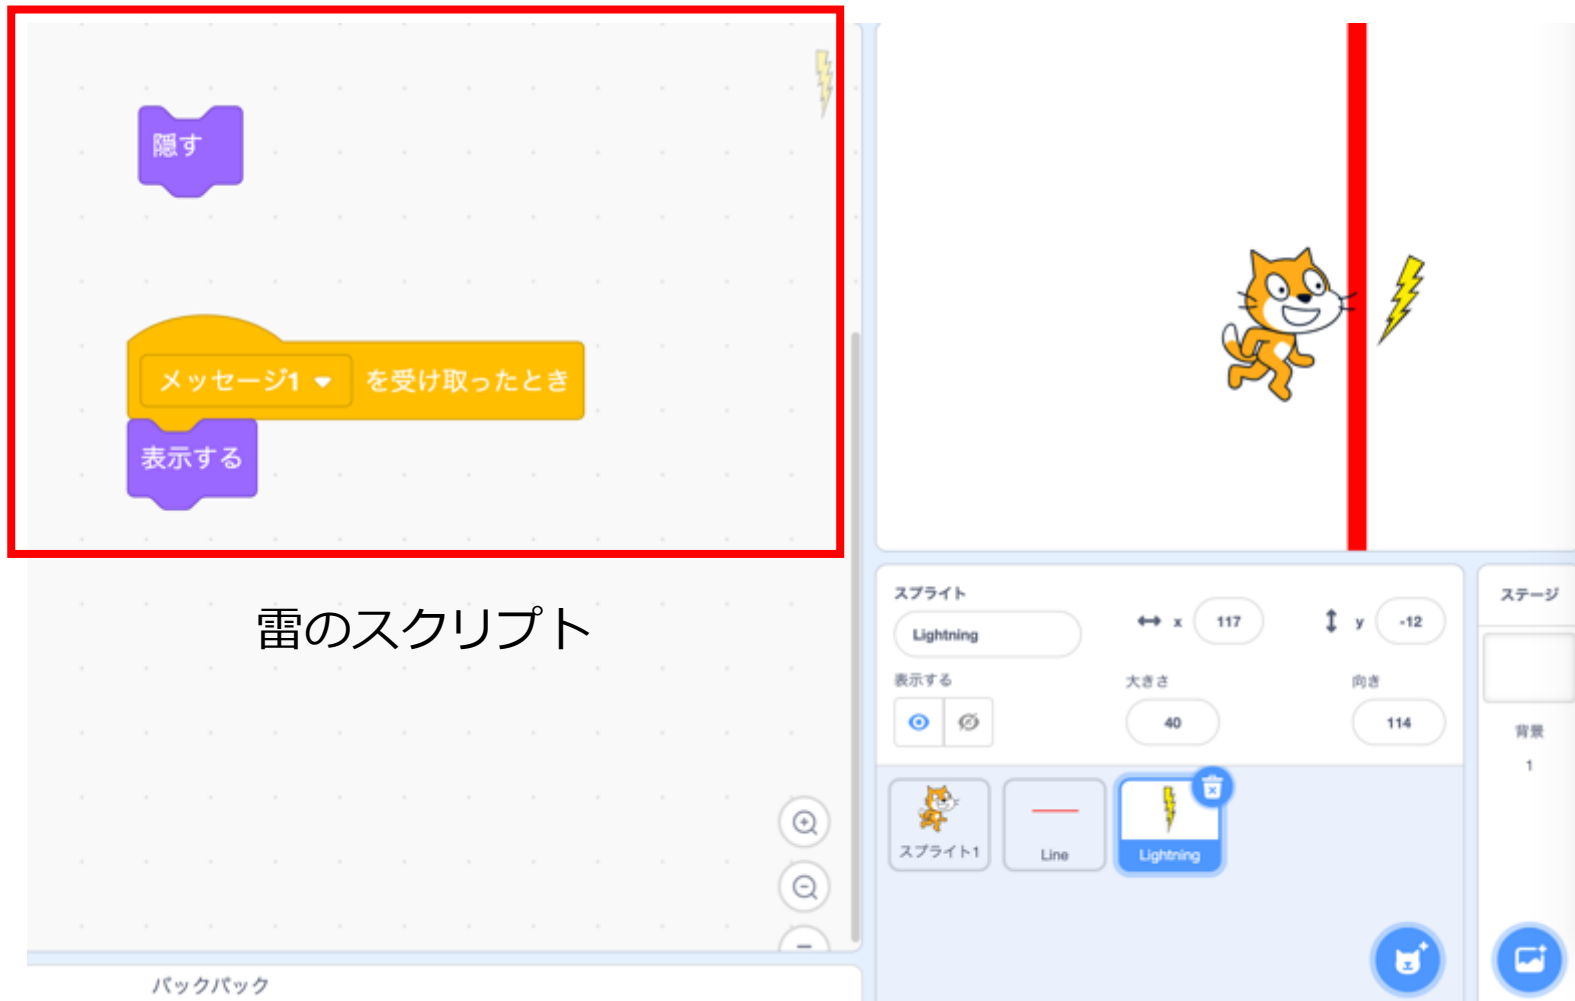 隠す
メッセージ1 を受け取ったとき
表示する
雷のスクリプト
バックパック
スプライト
Lightning
x 117
y -12
表示する
大きさ
40
向き
114
スプライト1
Line
Lightning
ステージ
背景
1